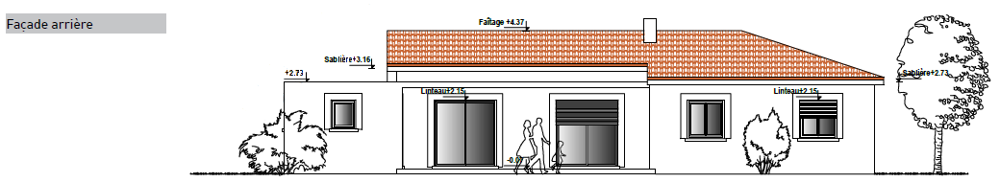 Façade arrière
Faîtage +4.37
Sablière+3.16
+2.73
Sablière+2.73
Linteau+2.15
Linteau+2.15